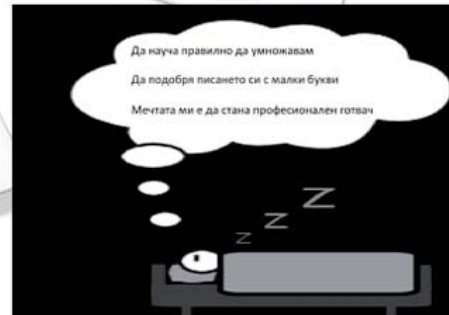 Да науча правилно да умножавам
Да подобря писането си с малки букви
Мечтата ми е да стана професионален готвач
z
z
Z